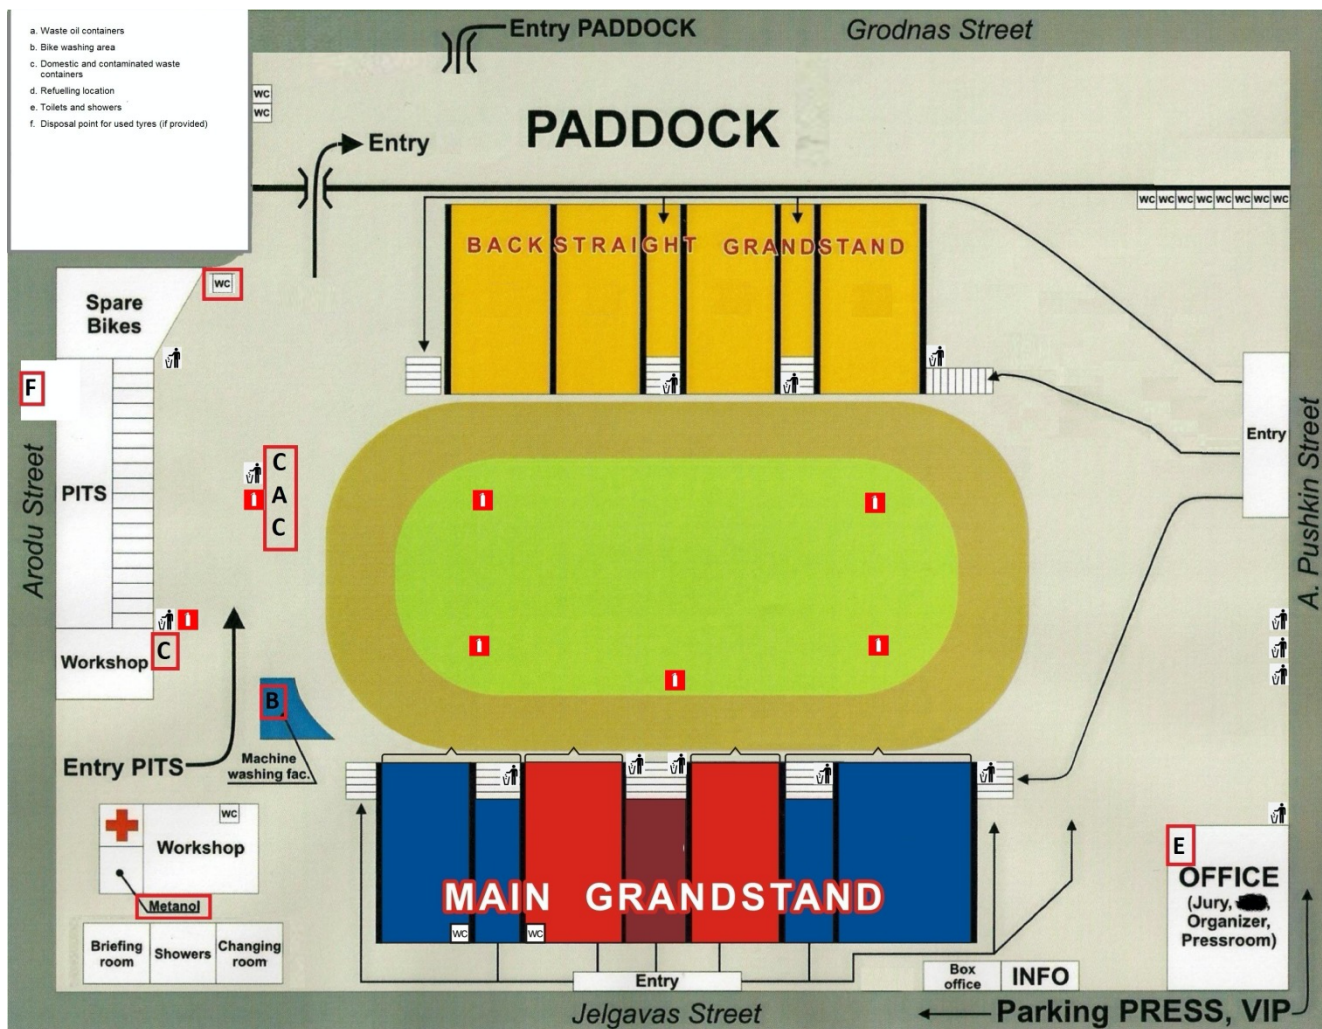 a. Waste oil containers
b. Bike washing area
c. Domestic and contaminated waste
containers
d. Refuelling location
e. Toilets and showers
f. Disposal point for used tyres (if provided)
Entry PADDOCK
Grodnas Street
WC
WC
PADDOCK
Entry
WC WC WC WC WC WC WC WC
BACK STRAIGHT GRANDSTAND
WC
Spare
Bikes
F
Entry
A. Pushkin Street
Arodu Street
PITS
C
A
C
Workshop
C
B
Machine
washing fac.
Entry PITS
WC
Workshop
Metanol
Briefing
room
Showers
Changing
room
MAIN GRANDSTAND
WC
WC
Entry
E
OFFICE
(Jury, ,
Organizer,
Pressroom)
Box
office
INFO
Jelgavas Street
Parking PRESS, VIP